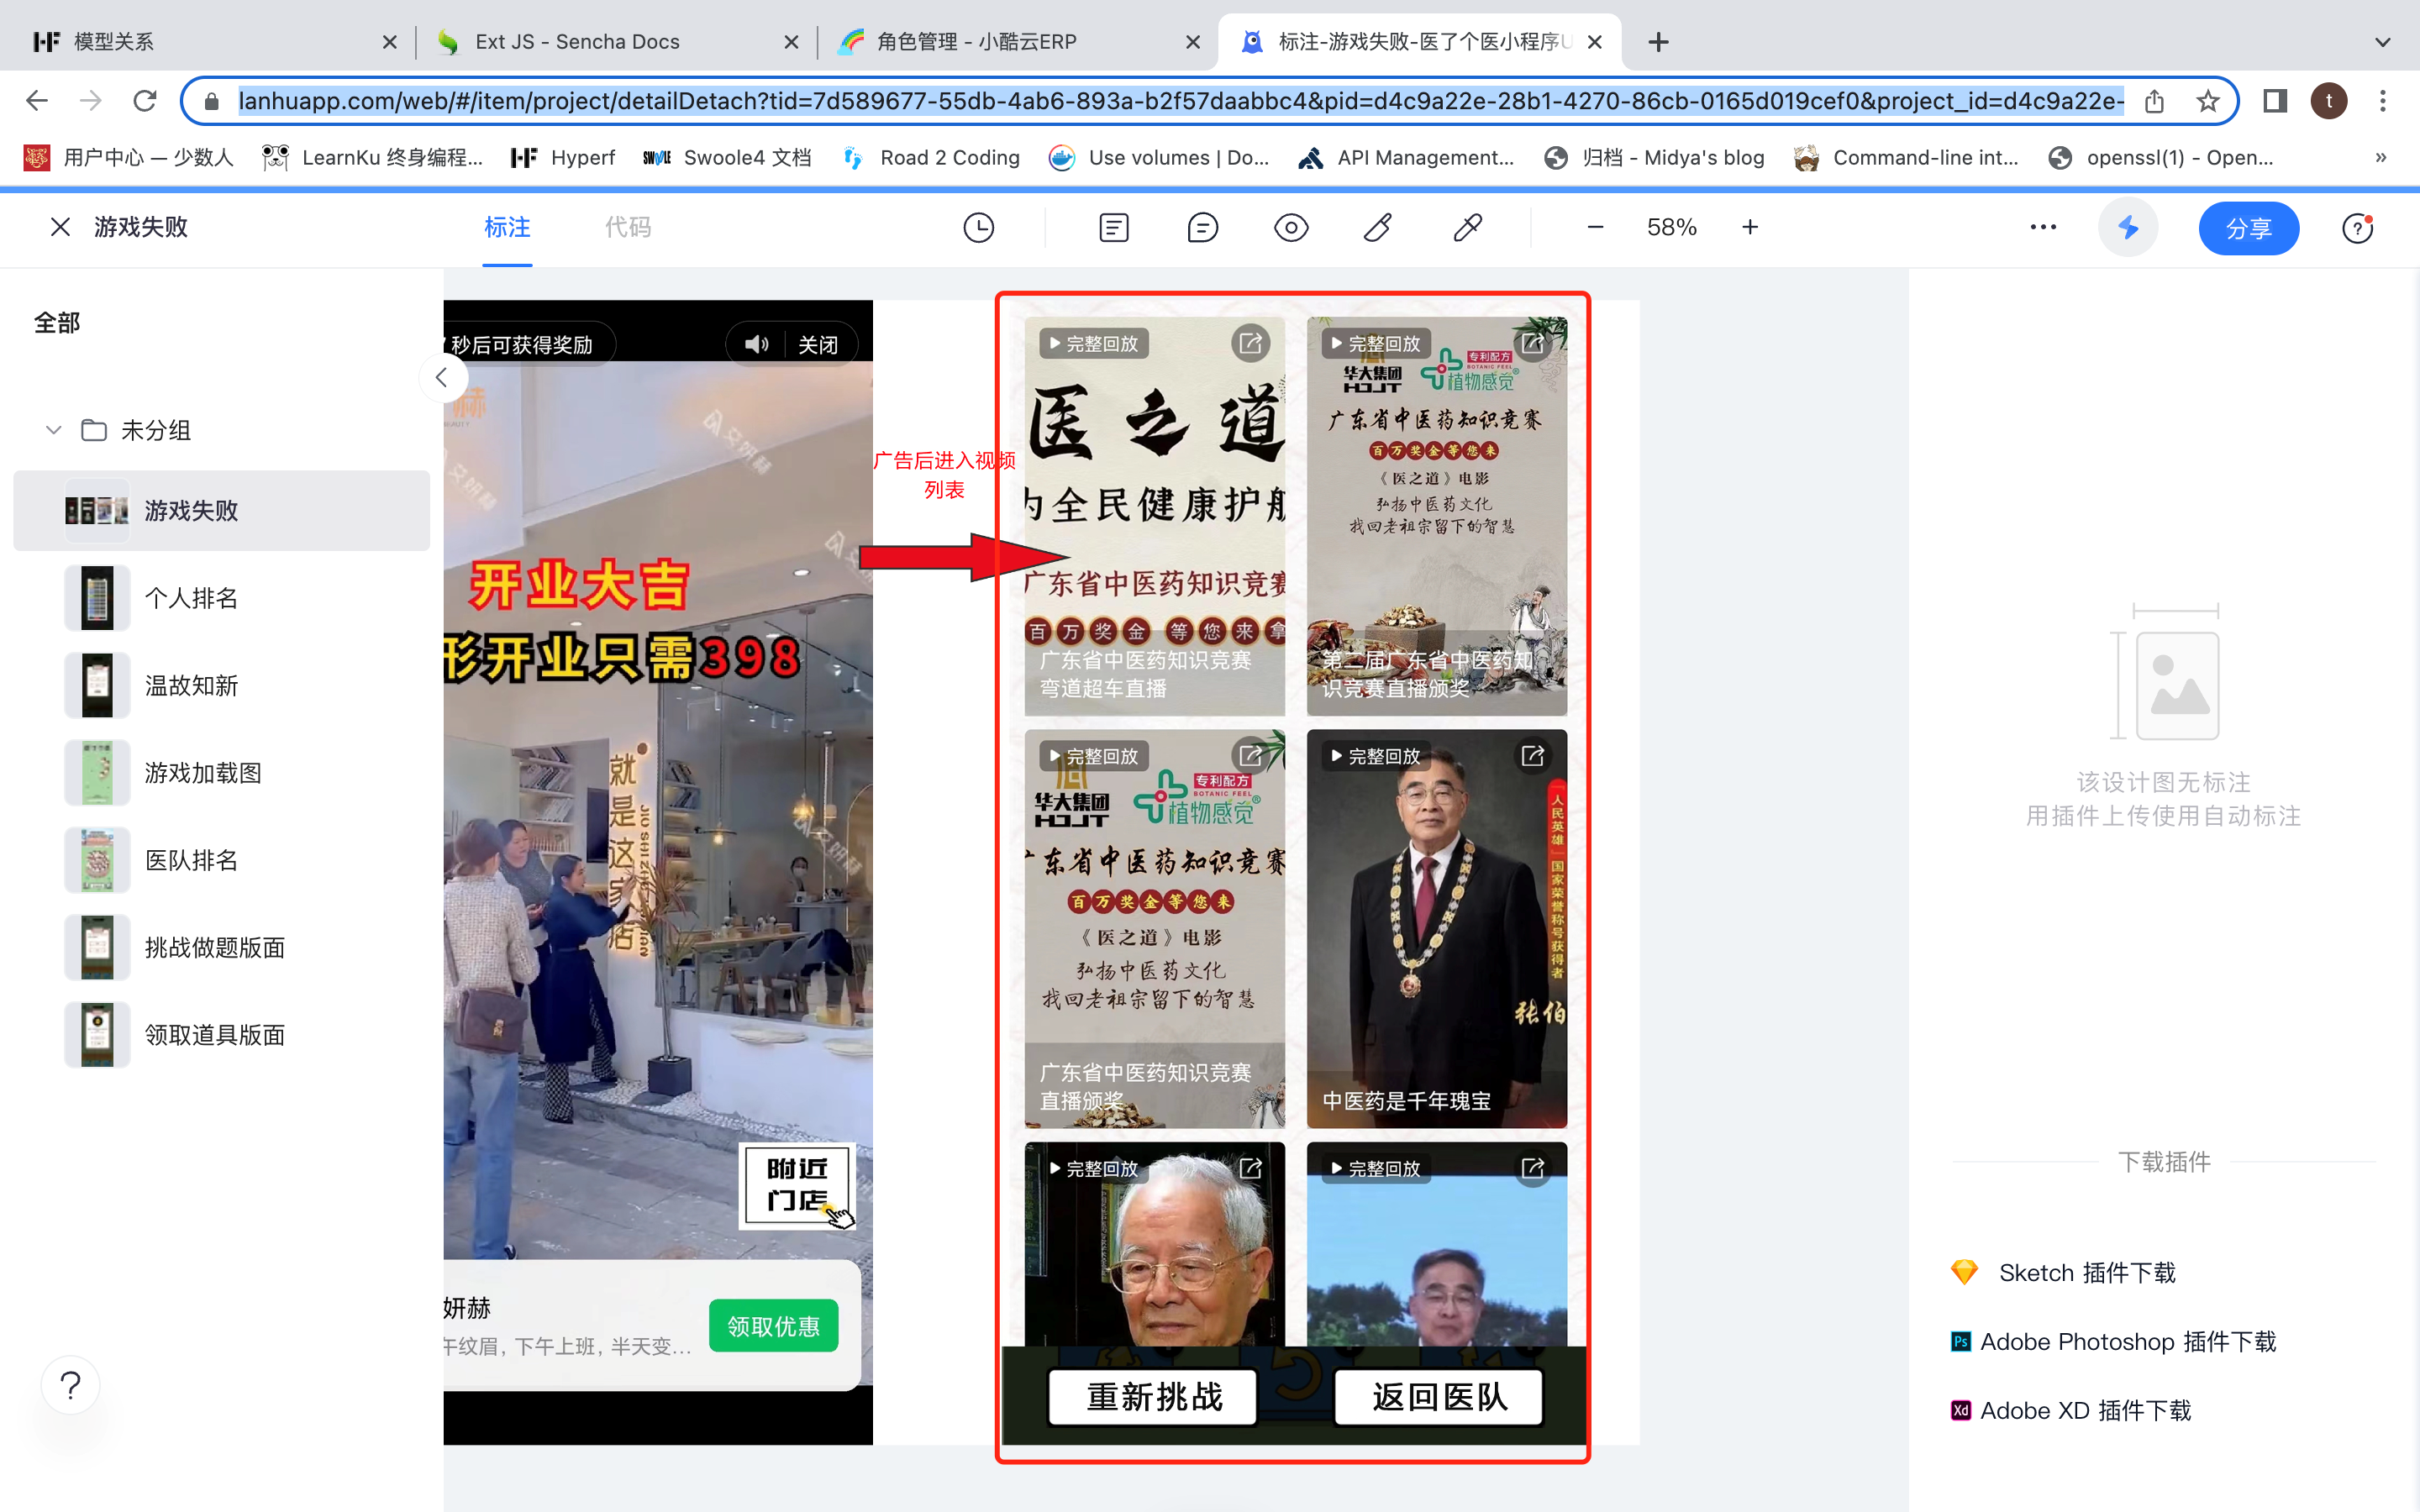 模型关系
Ext JS - Sencha Docs
角色管理 - 小酷云ERP
标注-游戏失败-医了个医小程序U
lanhuapp.com/web/#/item/project/detailDetach?tid=7d589677-55db-4ab6-893a-b2f57daabbc4&pid=d4c9a22e-28b1-4270-86cb-0165d019cef0&project_id=d4c9a22e-
t
用户中心 — 少数人
LearnKu 终身编程...
Hyperf
Swoole4 文档
Road 2 Coding
Use volumes | Do...
API Management...
归档 - Midya's blog
Command-line int...
openssl(1) - Open...
»
游戏失败
标注
代码
58%
分享
全部
未分组
游戏失败
个人排名
温故知新
游戏加载图
医队排名
挑战做题版面
领取道具版面
秒后可获得奖励
关闭
开业大吉
形开业只需398
就是这家店
附近
门店
妍赫
午纹眉，下午上班，半天变...
领取优惠
广告后进入视频
列表
完整回放
医之道
为全民健康护航
广东省中医药知识竞赛
百万奖金 等您来拿
广东省中医药知识竞赛
弯道超车直播
完整回放
华大集团
HDJT
专利配方
BOTANIC FEEL
植物感觉®
广东省中医药知识竞赛
百万奖金等您来
《医之道》电影
弘扬中医药文化
找回老祖宗留下的智慧
第二届广东省中医药知
识竞赛直播颁奖
完整回放
华大集团
HDJT
专利配方
BOTANIC FEEL
植物感觉®
广东省中医药知识竞赛
百万奖金等您来
《医之道》电影
弘扬中医药文化
找回老祖宗留下的智慧
广东省中医药知识竞赛
直播颁奖
完整回放
人民英雄 国家荣誉称号获得者
张伯
中医药是千年瑰宝
完整回放
完整回放
重新挑战
返回医队
该设计图无标注
用插件上传使用自动标注
下载插件
Sketch 插件下载
Ps Adobe Photoshop 插件下载
Xd Adobe XD 插件下载